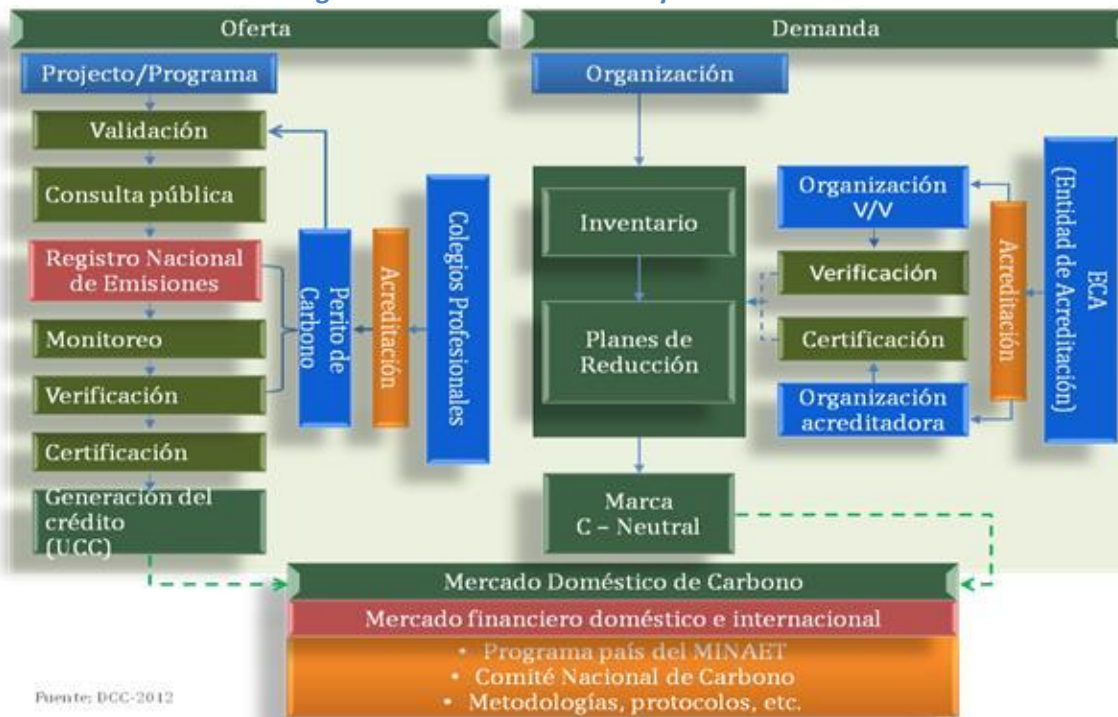 Oferta
Projecto/Programa
Validación
Consulta pública
Registro Nacional
de Emisiones
Monitoreo
Verificación
Certificación
Generación del
crédito
(UCC)
Perito de
Carbono
Acreditación
Colegios Profesionales
Demanda
Organización
Inventario
Planes de
Reducción
Marca
C – Neutral
Organización
V/V
Verificación
Certificación
Organización
acreditadora
Acreditación
ECA
(Entidad de Acreditación)
Mercado Doméstico de Carbono
Mercado financiero doméstico e internacional
• Programa país del MINAET
• Comité Nacional de Carbono
• Metodologías, protocolos, etc.
Fuente: DCC-2012